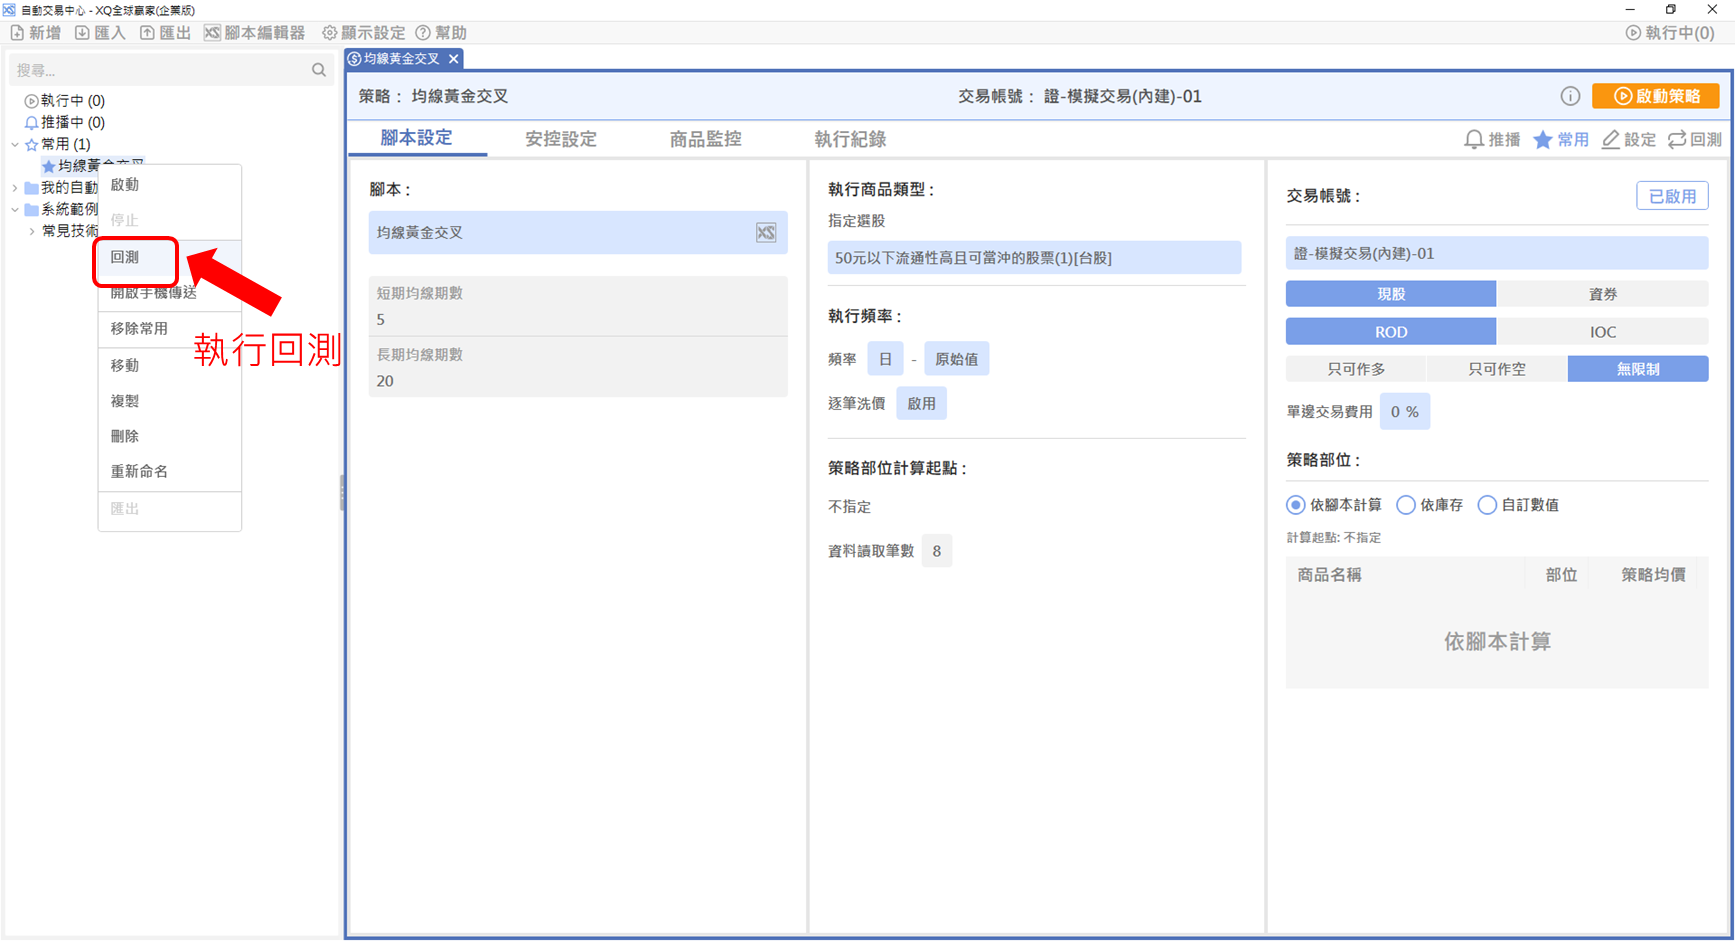 自動交易中心 - XQ全球贏家(企業版)
新增 匯入 匯出 XS 腳本編輯器 顯示設定 幫助 執行中(0)
搜尋...
執行中 (0)
推播中 (0)
常用 (1)
均線黃金交叉
我的自動
系統範例
常見技術
啟動
停止
回測
開啟手機傳送
移除常用
移動
複製
刪除
重新命名
匯出
執行回測
均線黃金交叉
策略： 均線黃金交叉 交易帳號： 證-模擬交易(內建)-01 啟動策略
腳本設定 安控設定 商品監控 執行紀錄 推播 常用 設定 回測
腳本：
均線黃金交叉 XS
短期均線期數
5
長期均線期數
20
執行商品類型：
指定選股
50元以下流通性高且可當沖的股票(1)[台股]
執行頻率：
頻率 日 - 原始值
逐筆洗價 啟用
策略部位計算起點：
不指定
資料讀取筆數 8
交易帳號： 已啟用
證-模擬交易(內建)-01
現股 資券
ROD IOC
只可作多 只可作空 無限制
單邊交易費用 0 %
策略部位：
依腳本計算 依庫存 自訂數值
計算起點: 不指定
商品名稱 部位 策略均價
依腳本計算